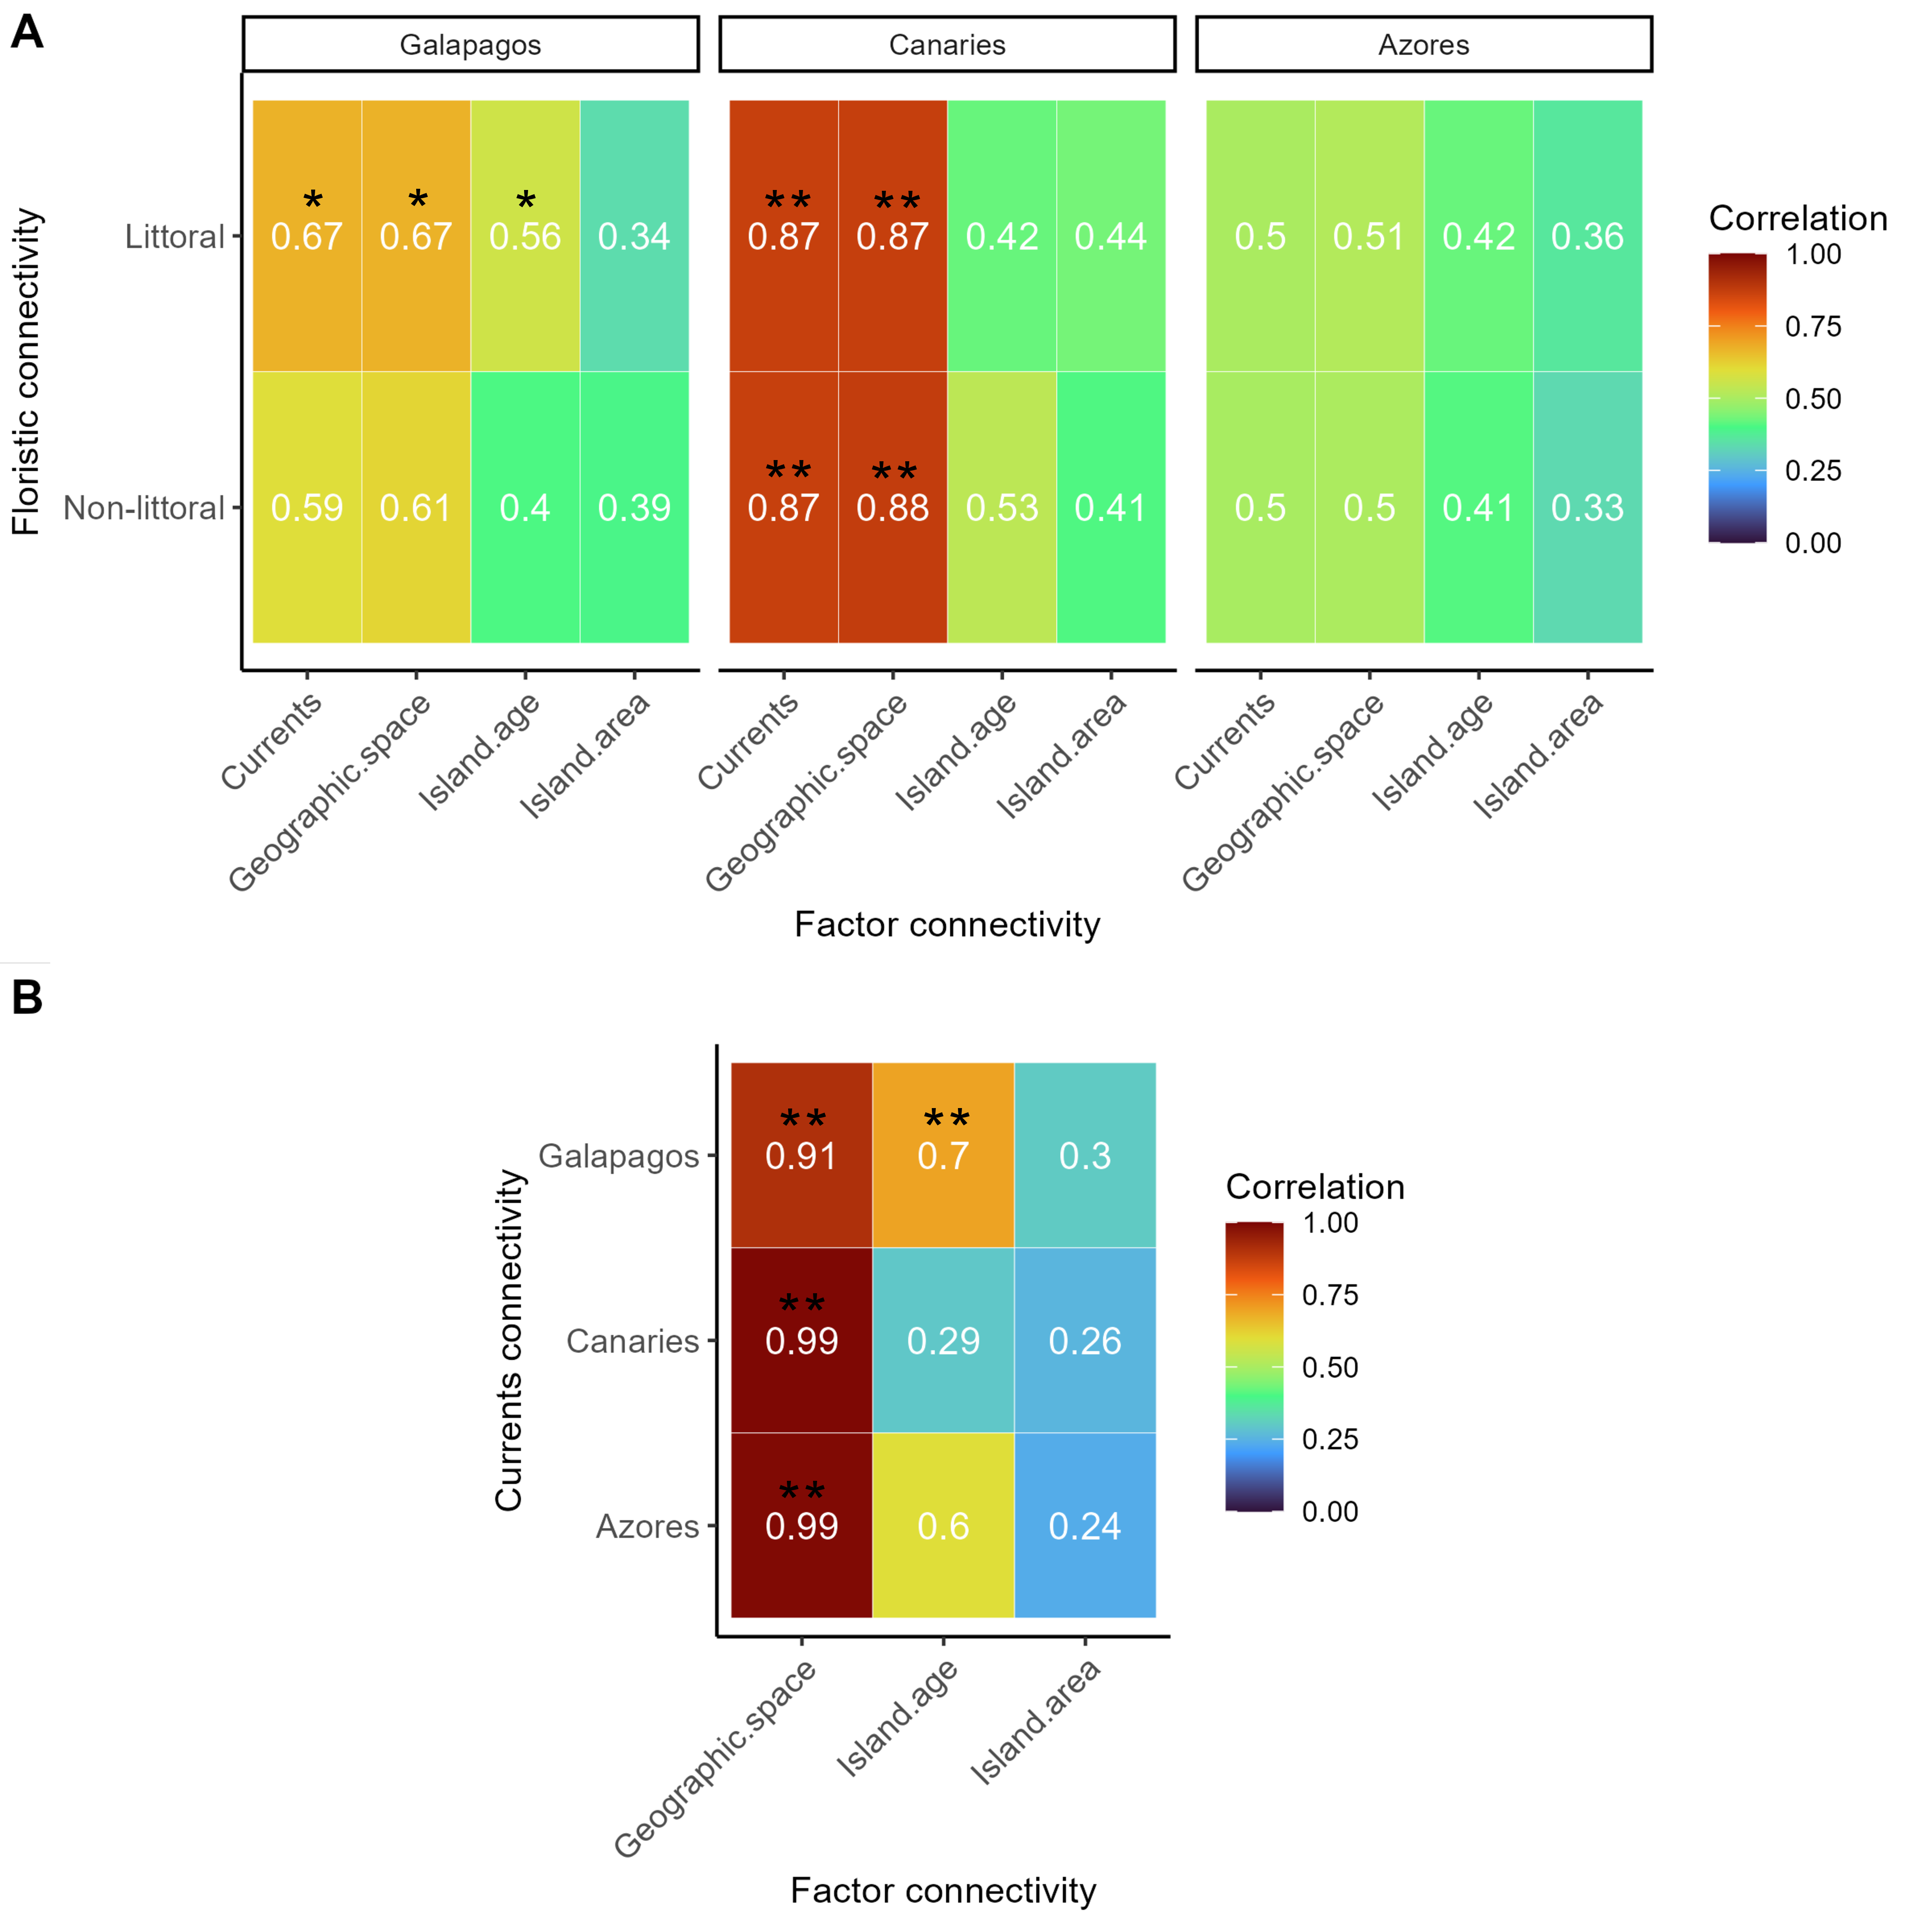 A
Galapagos Canaries Azores
* * * ** **
Littoral 0.67 0.67 0.56 0.34 0.87 0.87 0.42 0.44 0.5 0.51 0.42 0.36
** **
Non-littoral 0.59 0.61 0.4 0.39 0.87 0.88 0.53 0.41 0.5 0.5 0.41 0.33
Floristic connectivity
Currents Geographic.space Island.age Island.area Currents Geographic.space Island.age Island.area Currents Geographic.space Island.age Island.area
Factor connectivity
Correlation
1.00
0.75
0.50
0.25
0.00
B
** **
Galapagos 0.91 0.7 0.3
**
Canaries 0.99 0.29 0.26
**
Azores 0.99 0.6 0.24
Currents connectivity
Geographic.space Island.age Island.area
Factor connectivity
Correlation
1.00
0.75
0.50
0.25
0.00